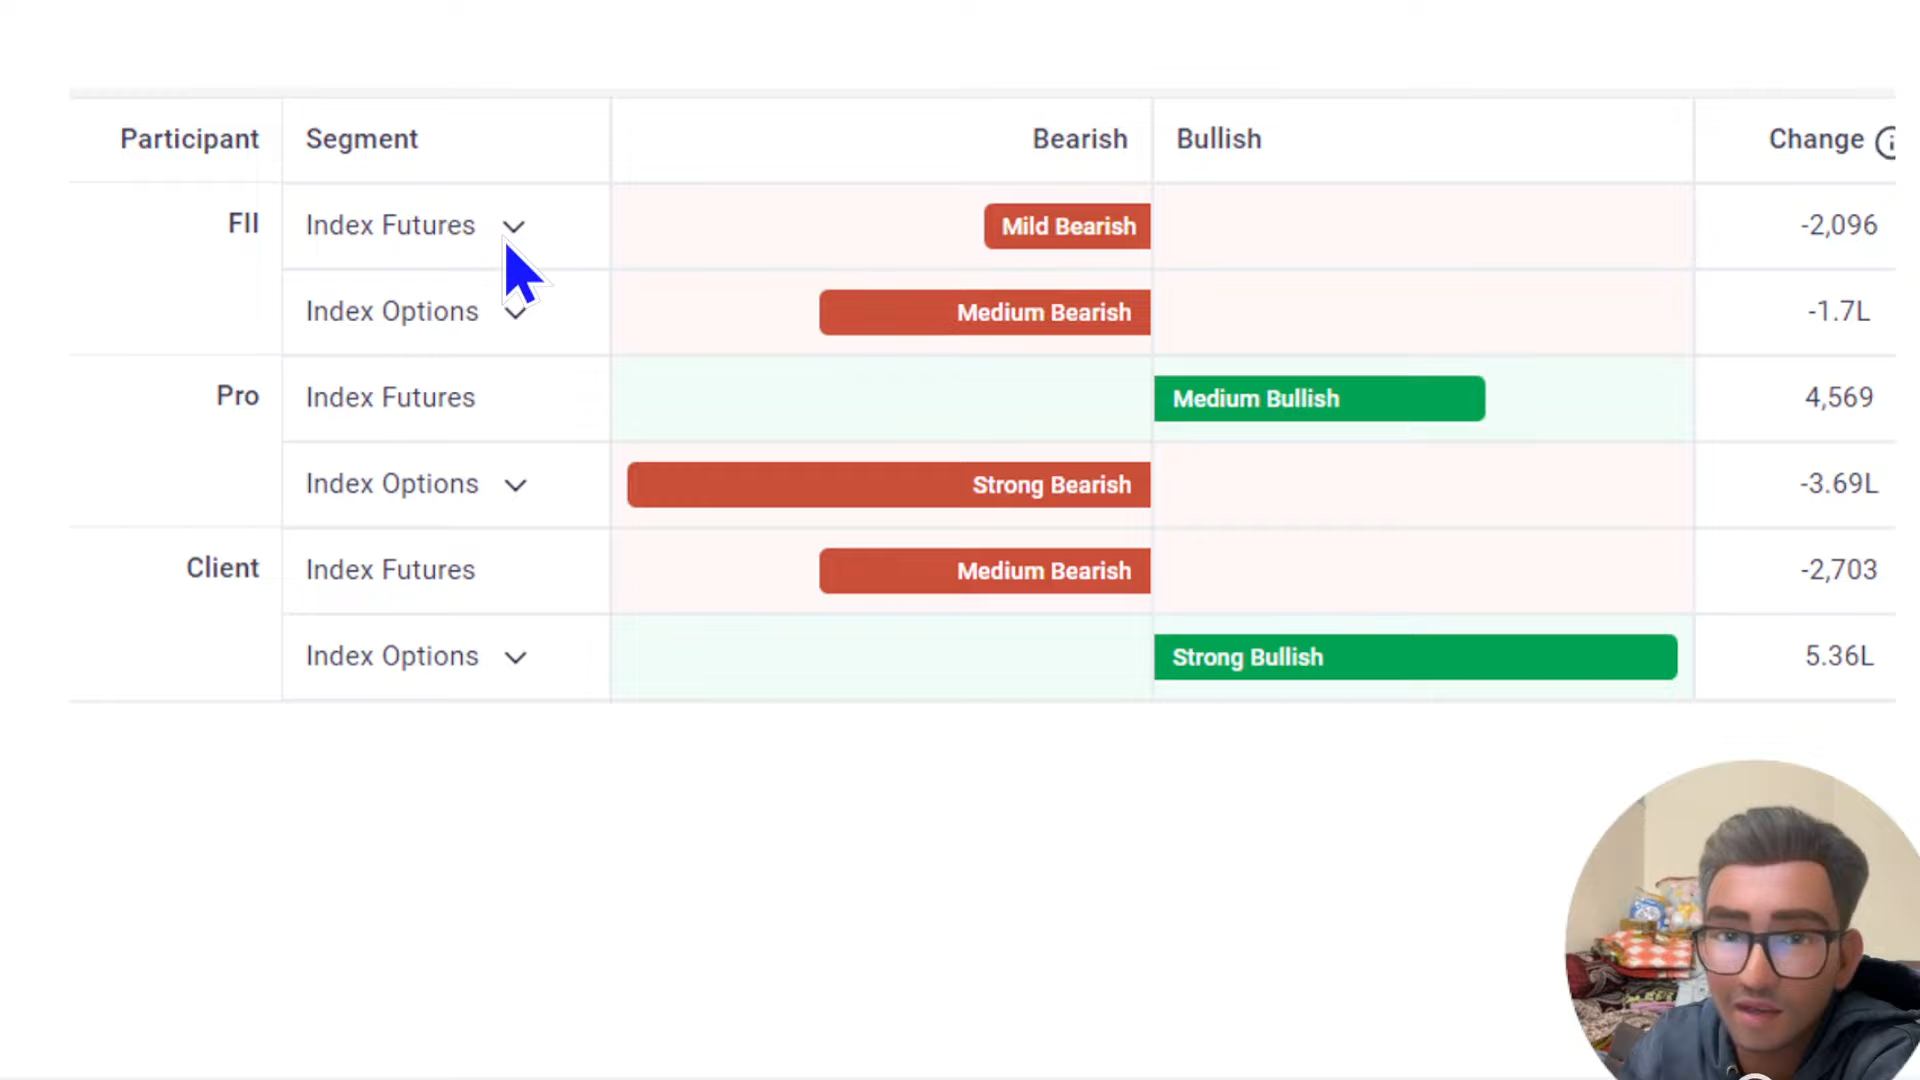 Participant Segment Bearish Bullish Change
FII Index Futures Mild Bearish -2,096
Index Options Medium Bearish -1.7L
Pro Index Futures Medium Bullish 4,569
Index Options Strong Bearish -3.69L
Client Index Futures Medium Bearish -2,703
Index Options Strong Bullish 5.36L